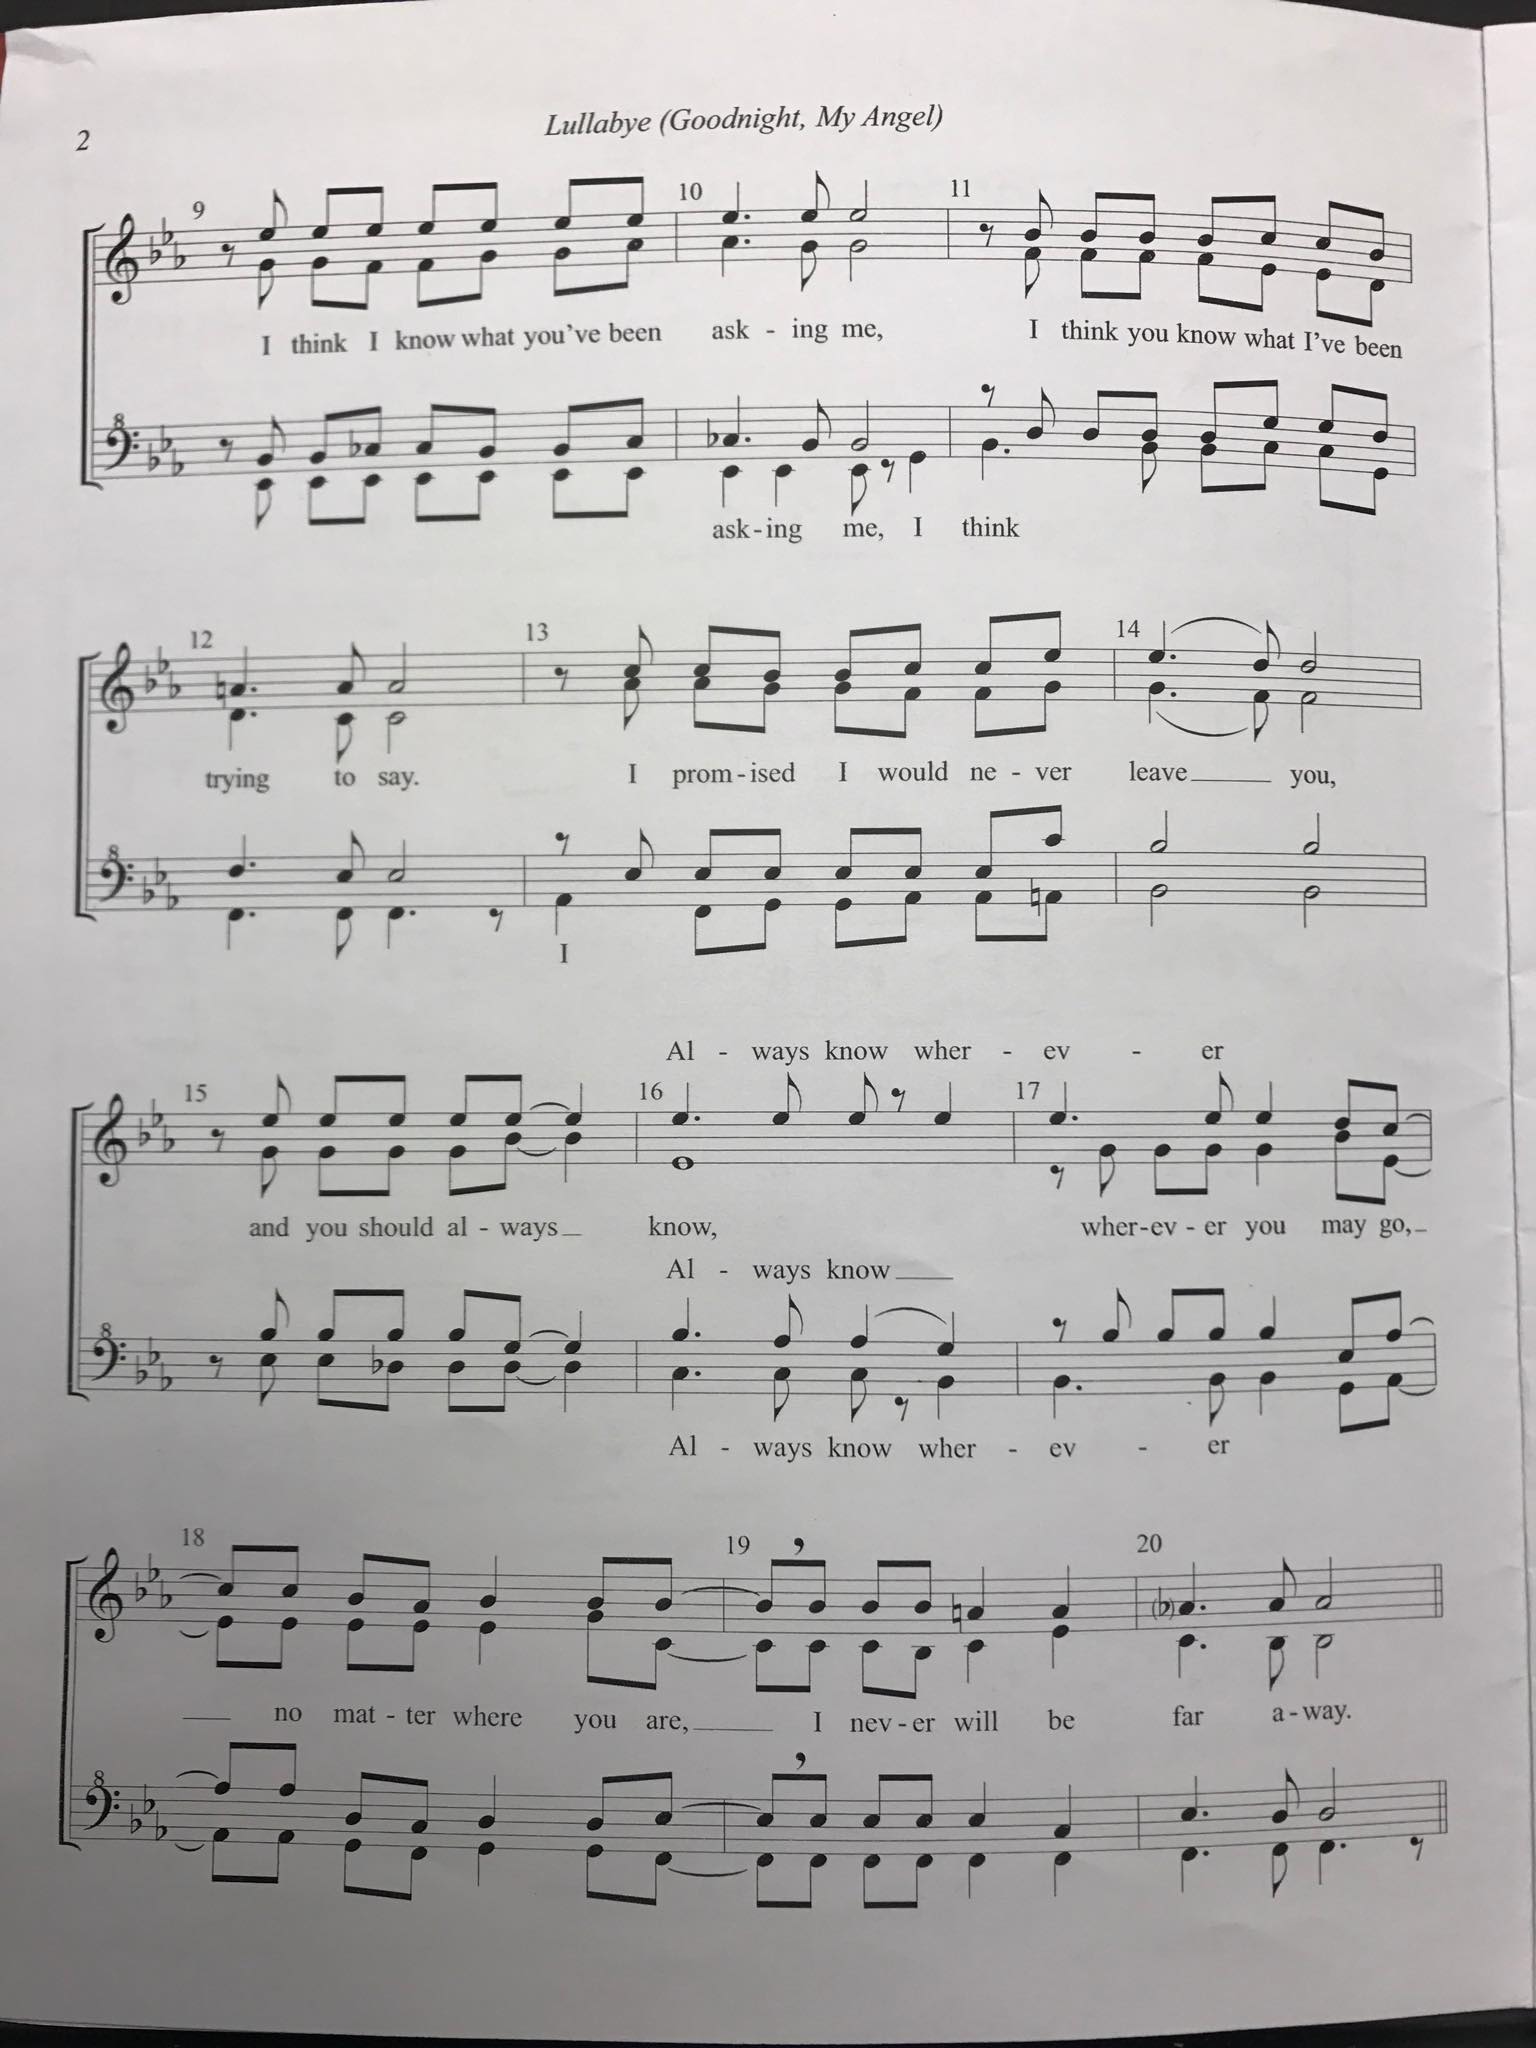 2
Lullabye (Goodnight, My Angel)
9 10 11
I think I know what you've been ask - ing me, I think you know what I've been
8
ask - ing me, I think
12 13 14
trying to say. I prom - ised I would ne - ver leave you,
8
I
Al - ways know wher - ev - er
15 16 17
and you should al - ways know, wher - ev - er you may go,
Al - ways know
8
Al - ways know wher - ev - er
18 19 20
no mat - ter where you are, I nev - er will be far a - way.
8